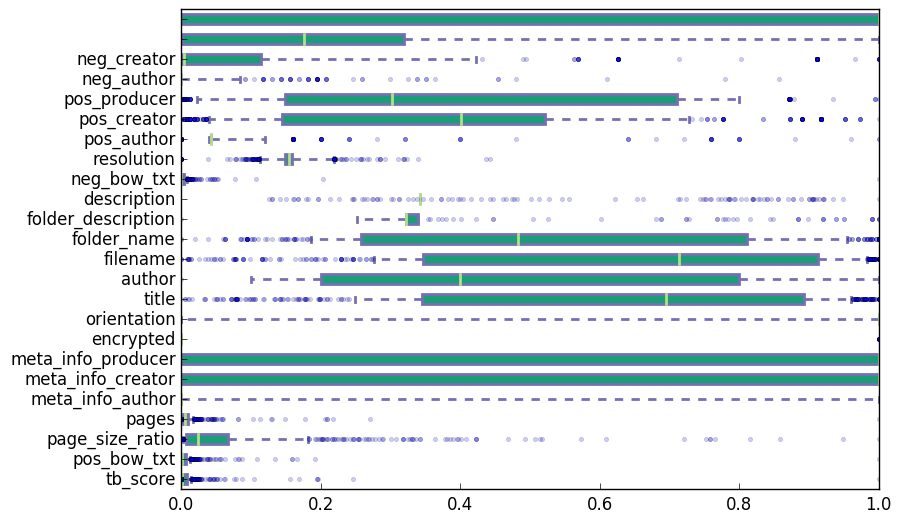 neg_creator
neg_author
pos_producer
pos_creator
pos_author
resolution
neg_bow_txt
description
folder_description
folder_name
filename
author
title
orientation
encrypted
meta_info_producer
meta_info_creator
meta_info_author
pages
page_size_ratio
pos_bow_txt
tb_score
0.0 0.2 0.4 0.6 0.8 1.0